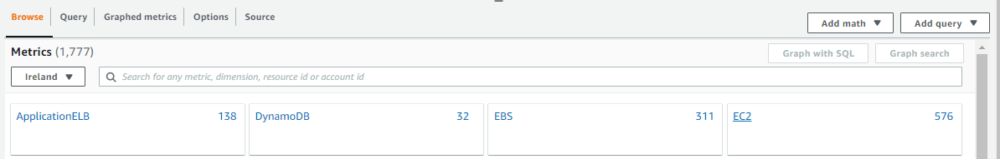 Browse Query Graphed metrics Options Source
Add math ▼ Add query ▼
Metrics (1,777)
Graph with SQL Graph search
Ireland ▼ Search for any metric, dimension, resource id or account id
ApplicationELB 138 DynamoDB 32 EBS 311 EC2 576